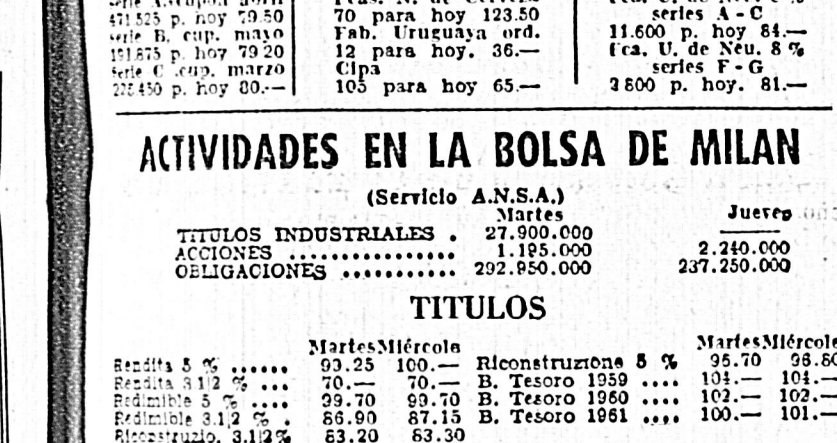 471.525 p. hoy 79.50
serie B. cup. mayo
191.875 p. hoy 79 20
serie C .cup. marzo
225.450 p. hoy 80.—
70 para hoy 123.50
Fab. Uruguaya ord.
12 para hoy. 36.—
Cipa
105 para hoy 65.—
series A - C
11.600 p. hoy 84.—
Fca. U. de Neu. 8 %
series F - G
2 800 p. hoy. 81.—
ACTIVIDADES EN LA BOLSA DE MILAN
(Servicio A.N.S.A.)
Martes Jueves
TITULOS INDUSTRIALES . 27.900.000 ———
ACCIONES ................ 1.195.000 2.240.000
OBLIGACIONES ........... 292.950.000 237.250.000
TITULOS
Martes Miércole
Rendita 5 % ...... 93.25 100.—
Rendita 3.1|2 % ... 70.— 70.—
Redimible 5 % .... 99.70 99.70
Redimible 3.1|2 % . 86.90 87.15
Riconstruzio. 3.1|2% 83.20 83.30
Martes Miércole
Riconstruzione 5 % 96.70 96.80
B. Tesoro 1959 .... 104.— 104.—
B. Tesoro 1960 .... 102.— 102.—
B. Tesoro 1961 .... 100.— 101.—